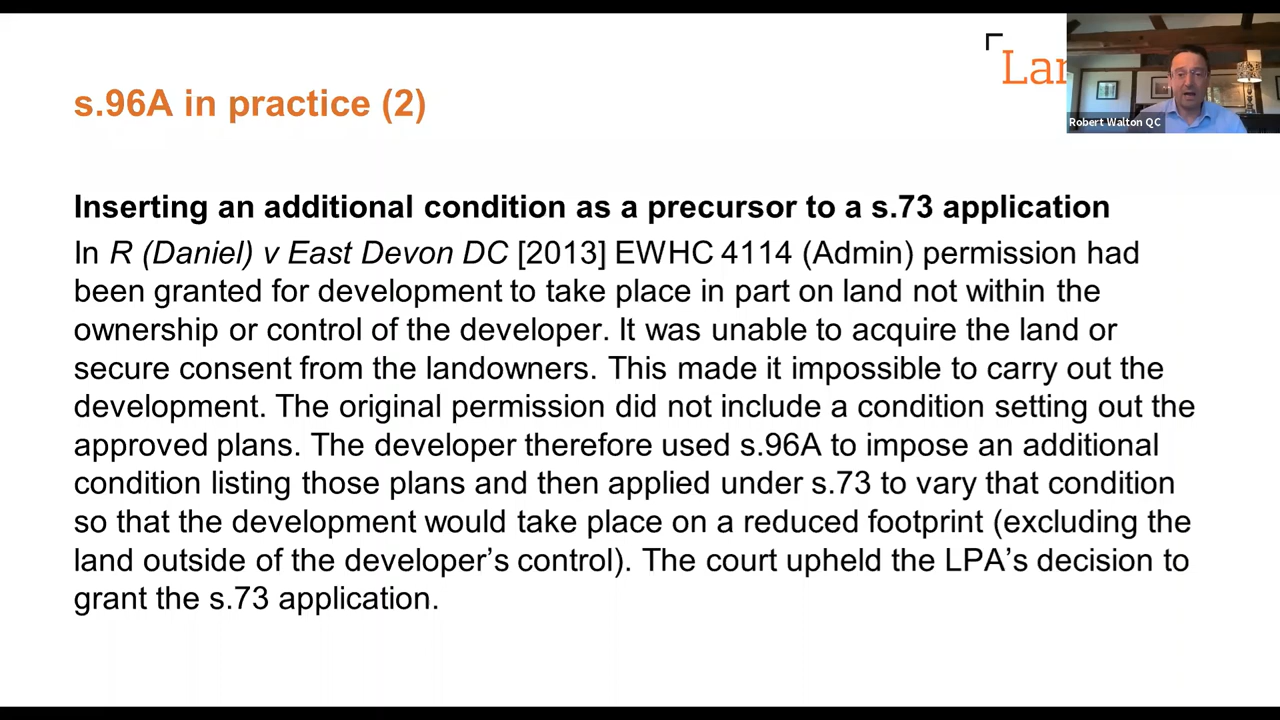 Lan
s.96A in practice (2)
Robert Walton QC
Inserting an additional condition as a precursor to a s.73 application
In R (Daniel) v East Devon DC [2013] EWHC 4114 (Admin) permission had
been granted for development to take place in part on land not within the
ownership or control of the developer. It was unable to acquire the land or
secure consent from the landowners. This made it impossible to carry out the
development. The original permission did not include a condition setting out the
approved plans. The developer therefore used s.96A to impose an additional
condition listing those plans and then applied under s.73 to vary that condition
so that the development would take place on a reduced footprint (excluding the
land outside of the developer’s control). The court upheld the LPA’s decision to
grant the s.73 application.